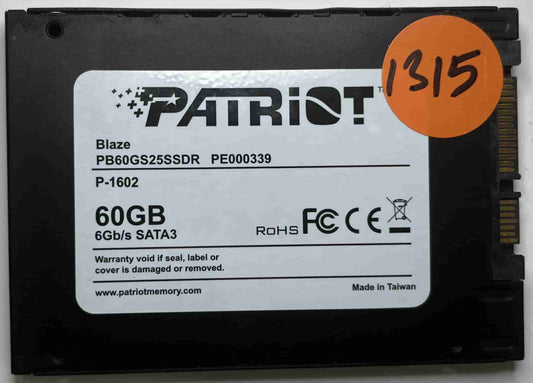 1315
PATRIOT™
Blaze
PB60GS25SSDR PE000339
P-1602
60GB
6Gb/s SATA3
RoHS FC CE
Warranty void if seal, label or
cover is damaged or removed.
www.patriotmemory.com
Made in Taiwan